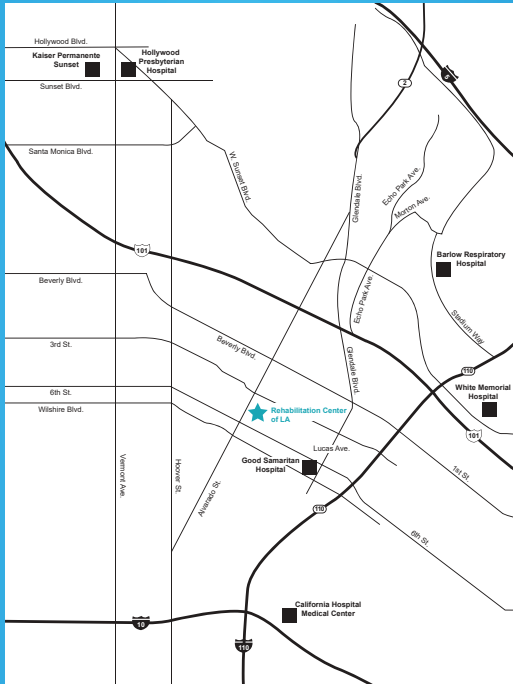 Hollywood Blvd.
Kaiser Permanente
Sunset
Hollywood
Presbyterian
Hospital
Sunset Blvd.
2
5
Santa Monica Blvd.
W. Sunset Blvd.
Glendale Blvd.
Echo Park Ave.
Morton Ave.
101
Barlow Respiratory
Hospital
Beverly Blvd.
Echo Park Ave.
Stadium Way
3rd St.
Beverly Blvd.
Glendale Blvd.
110
6th St.
Wilshire Blvd.
Rehabilitation Center
of LA
White Memorial
Hospital
101
Lucas Ave.
Good Samaritan
Hospital
1st St.
Vermont Ave.
Hoover St.
Alvarado St.
110
6th St.
California Hospital
Medical Center
10
110